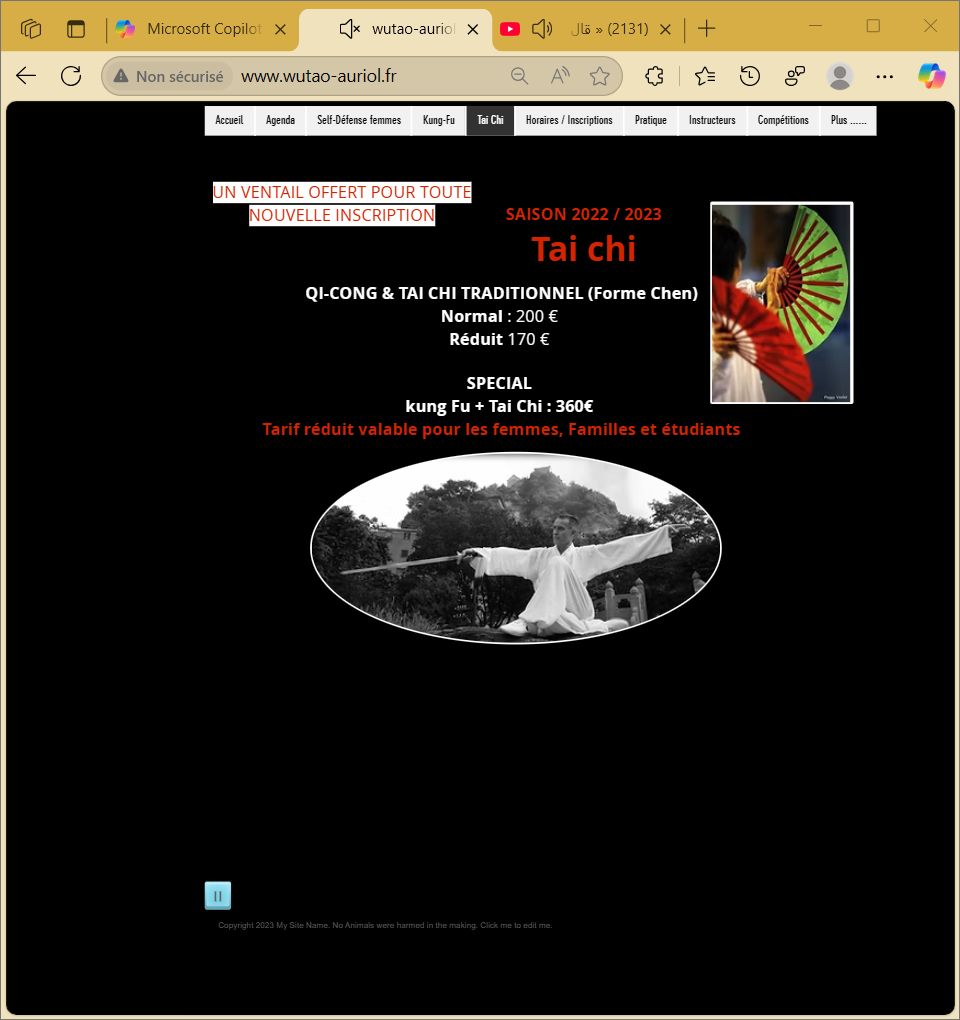 Microsoft Copilot
wutao-auriol
(2131) « قال
Non sécurisé
www.wutao-auriol.fr
Accueil
Agenda
Self-Défense femmes
Kung-Fu
Tai Chi
Horaires / Inscriptions
Pratique
Instructeurs
Compétitions
Plus ......
UN VENTAIL OFFERT POUR TOUTE
NOUVELLE INSCRIPTION
SAISON 2022 / 2023
Tai chi
QI-CONG & TAI CHI TRADITIONNEL (Forme Chen)
Normal : 200 €
Réduit 170 €
SPECIAL
kung Fu + Tai Chi : 360€
Tarif réduit valable pour les femmes, Familles et étudiants
Copyright 2023 My Site Name. No Animals were harmed in the making. Click me to edit me.